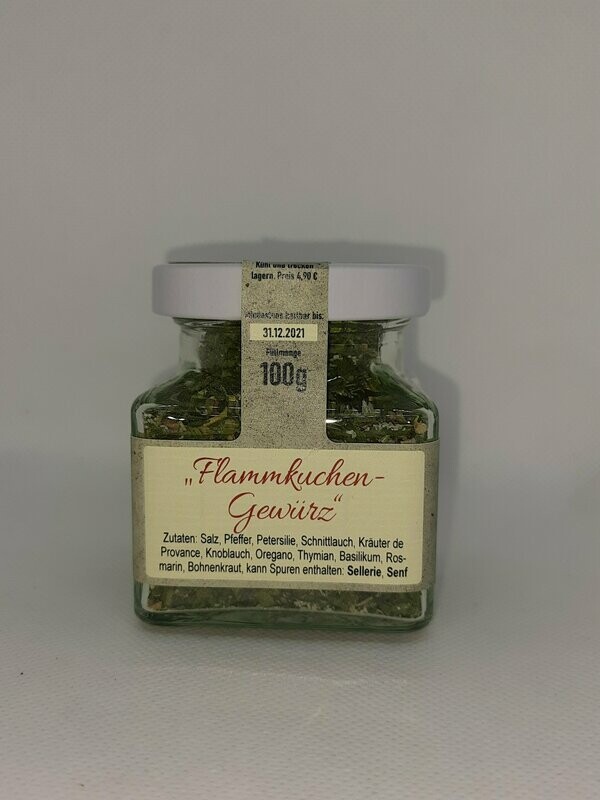 Kühl und trocken
lagern. Preis 4,90 €
Mindestens haltbar bis:
31.12.2021
Füllmenge
100g
„Flammkuchen-
Gewürz“
Zutaten: Salz, Pfeffer, Petersilie, Schnittlauch, Kräuter de
Provance, Knoblauch, Oregano, Thymian, Basilikum, Ros-
marin, Bohnenkraut, kann Spuren enthalten: Sellerie, Senf